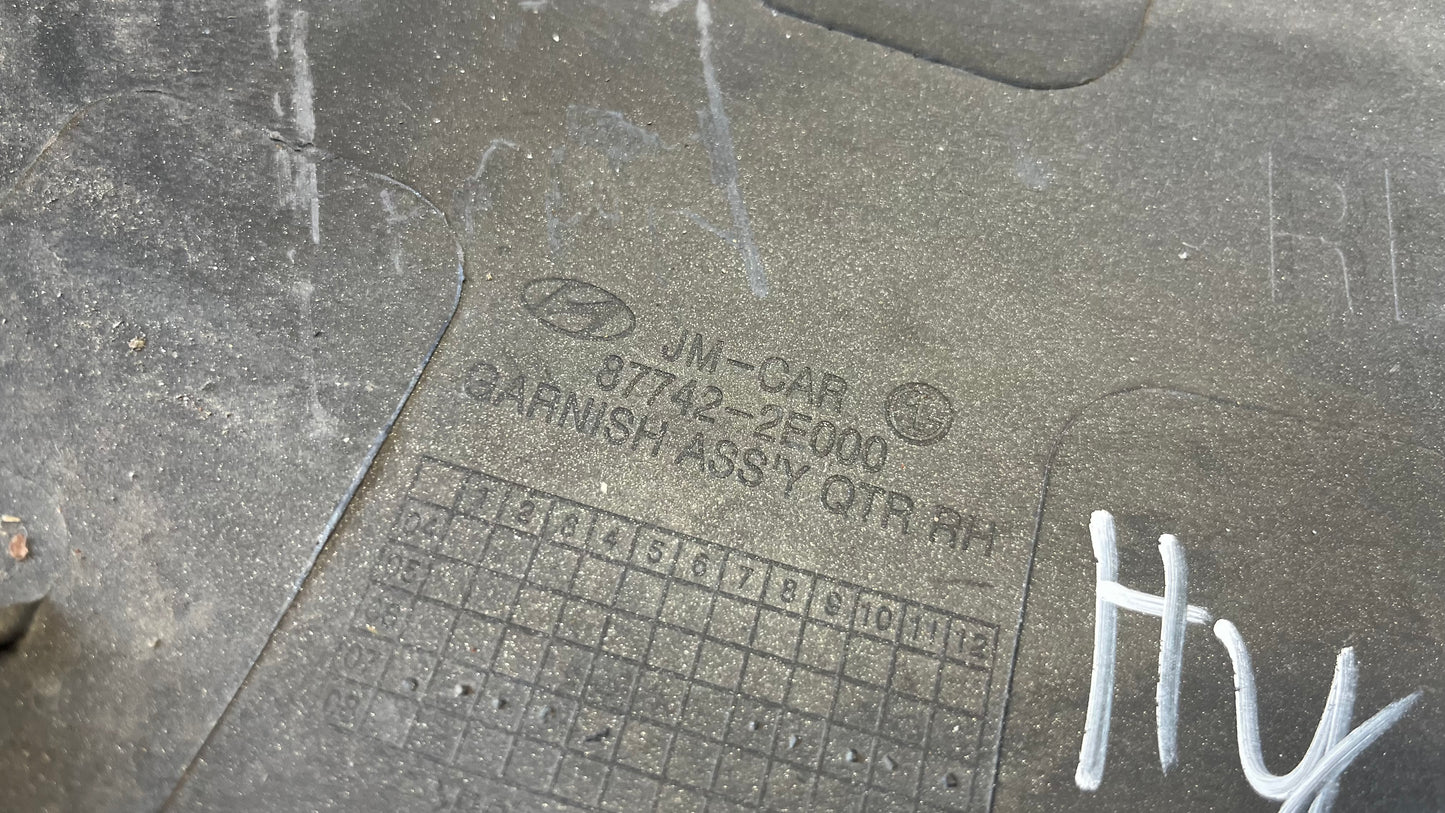 JM-CAR
87742-2E000
GARNISH ASS'Y QTR RH
1 2 3 4 5 6 7 8 9 10 11 12
04
05
06
07
08
RI
Hy